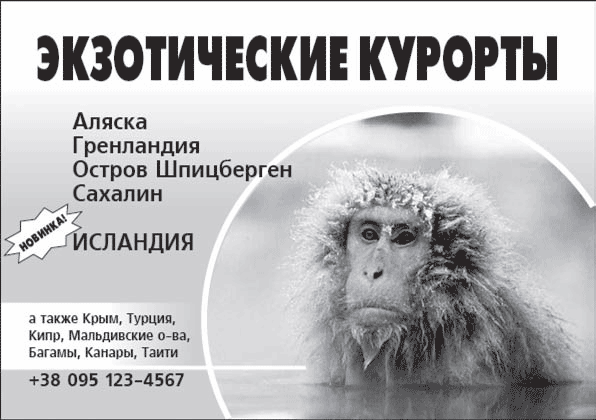 ЭКЗОТИЧЕСКИЕ КУРОРТЫ
Аляска
Гренландия
Остров Шпицберген
Сахалин
НОВИНКА!
ИСЛАНДИЯ
а также Крым, Турция,
Кипр, Мальдивские о-ва,
Багамы, Канары, Таити
+38 095 123-4567